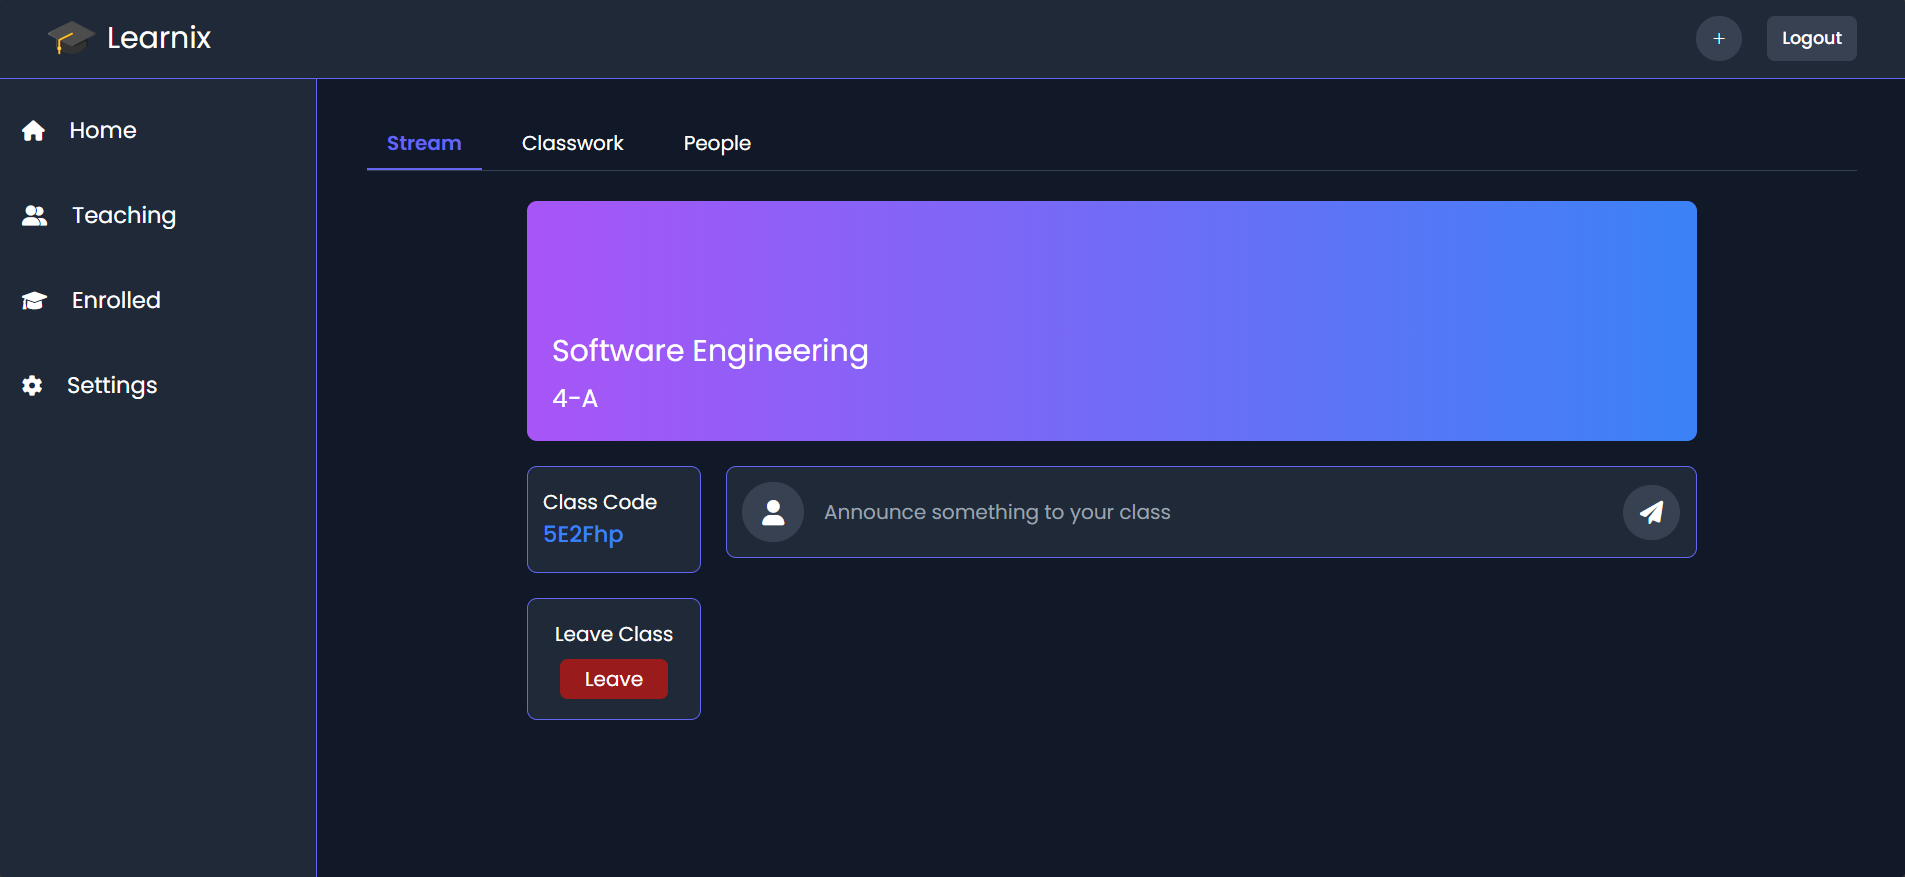 Learnix
+
Logout
Home
Teaching
Enrolled
Settings
Stream
Classwork
People
Software Engineering
4-A
Class Code
5E2Fhp
Announce something to your class
Leave Class
Leave